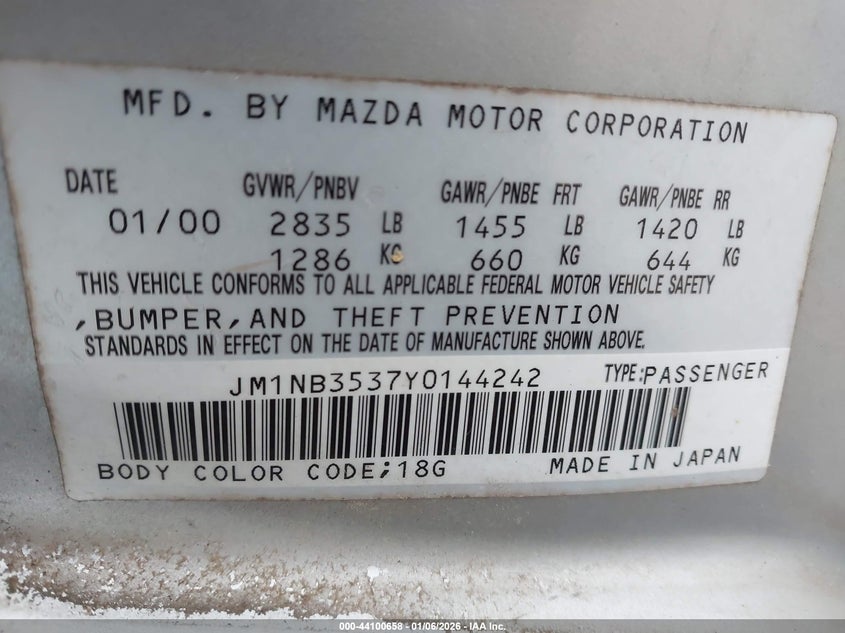 MFD. BY MAZDA MOTOR CORPORATION
DATE GVWR/PNBV GAWR/PNBE FRT GAWR/PNBE RR
01/00 2835 LB 1455 LB 1420 LB
1286 KG 660 KG 644 KG
THIS VEHICLE CONFORMS TO ALL APPLICABLE FEDERAL MOTOR VEHICLE SAFETY
,BUMPER,AND THEFT PREVENTION
STANDARDS IN EFFECT ON THE DATE OF MANUFACTURE SHOWN ABOVE.
JM1NB3537Y0144242 TYPE:PASSENGER
BODY COLOR CODE;18G MADE IN JAPAN
000-44100658 - 01/06/2026 - IAA Inc.